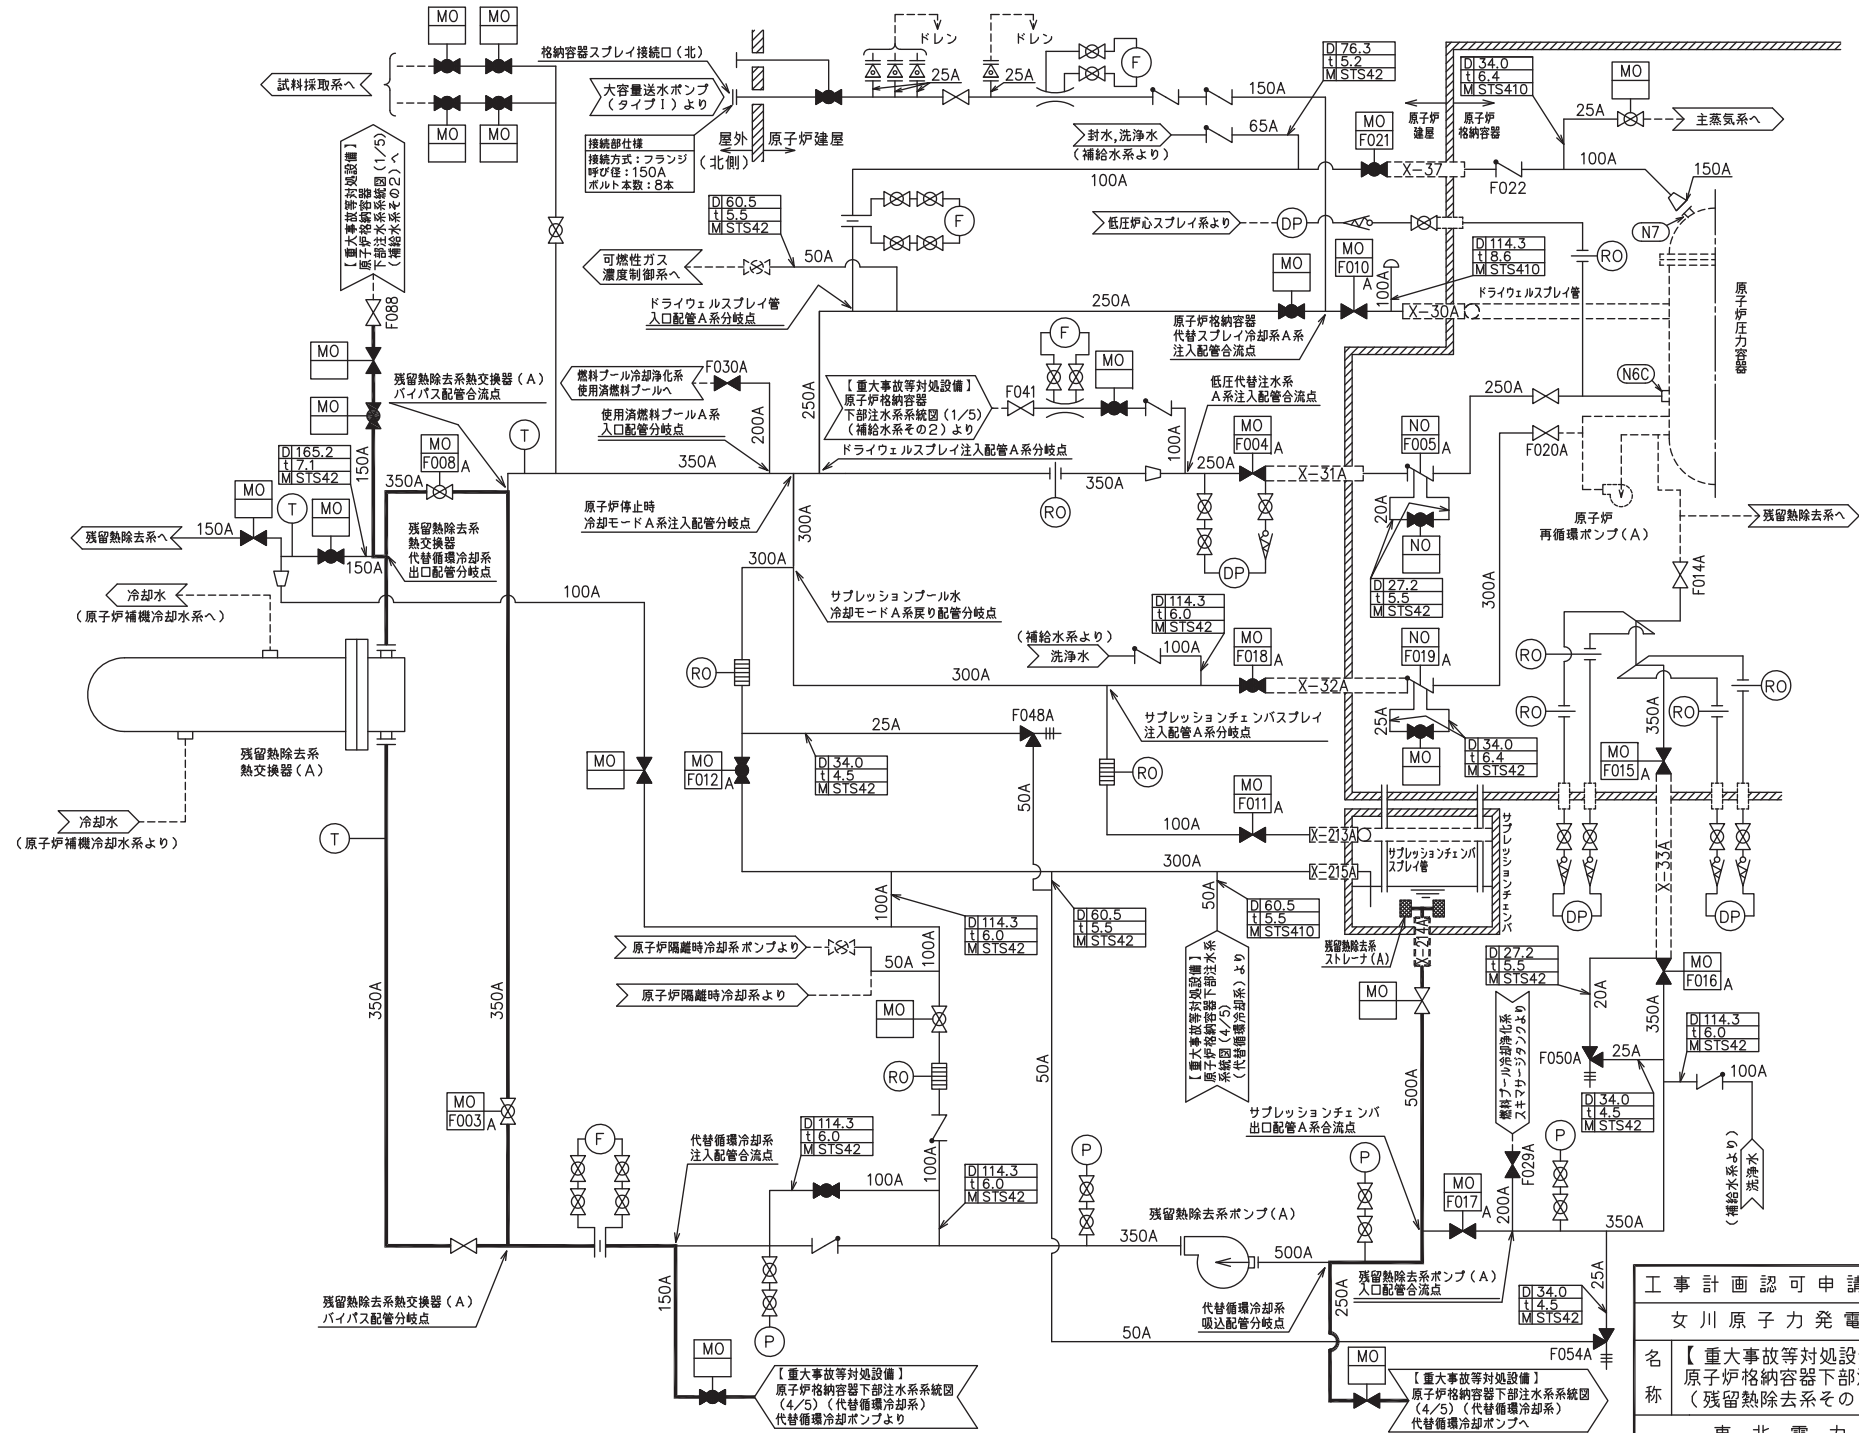 MO
MO
格納容器スプレイ接続口（北）
ドレン
ドレン
F
D 76.3
t 5.2
M STS42
D 34.0
t 6.4
M STS410
MO
試料採取系へ
大容量送水ポンプ
（タイプⅠ）より
25A
25A
150A
原子炉
建屋
原子炉
格納容器
25A
主蒸気系へ
MO
MO
接続部仕様
接続方式：フランジ
呼び径：150A
ボルト本数：8本
屋外
（北側）
原子炉建屋
封水,洗浄水
（補給水系より）
65A
MO
F021
X-37
F022
100A
150A
100A
【重大事故等対処設備】
原子炉格納容器
下部注水系系統図（1/5）
（補給水系その2）へ
D 60.5
t 5.5
M STS42
F
低圧炉心スプレイ系より
DP
N7
D 114.3
t 8.6
M STS410
RO
可燃性ガス
濃度制御系へ
50A
MO
MO
F010
A
100A
ドライウェルスプレイ管
原子炉圧力容器
F088
ドライウェルスプレイ管
入口配管A系分岐点
250A
X-30A
原子炉格納容器
代替スプレイ冷却系A系
注入配管合流点
MO
MO
残留熱除去系熱交換器（A）
バイパス配管合流点
燃料プール冷却浄化系
使用済燃料プールへ
F030A
使用済燃料プールA系
入口配管分岐点
200A
250A
【重大事故等対処設備】
原子炉格納容器
下部注水系系統図（1/5）
（補給水系その2）より
F
F041
MO
低圧代替注水系
A系注入配管合流点
N6C
250A
ドライウェルスプレイ注入配管A系分岐点
100A
D 165.2
t 7.1
M STS42
150A
MO
F008
A
350A
T
350A
350A
RO
250A
MO
F004
A
X-31A
NO
F005
A
F020A
原子炉
再循環ポンプ（A）
残留熱除去系へ
MO
T
MO
残留熱除去系へ
150A
150A
残留熱除去系
熱交換器
代替循環冷却系
出口配管分岐点
原子炉停止時
冷却モードA系注入配管分岐点
300A
300A
DP
20A
NO
D 27.2
t 5.5
M STS42
300A
F014A
冷却水
（原子炉補機冷却水系へ）
100A
サプレッションプール水
冷却モードA系戻り配管分岐点
D 114.3
t 6.0
M STS42
（補給水系より）
洗浄水
100A
MO
F018
A
NO
F019
A
RO
RO
300A
X-32A
RO
RO
RO
350A
サプレッションチェンバスプレイ
注入配管A系分岐点
25A
MO
D 34.0
t 6.4
M STS42
残留熱除去系
熱交換器（A）
25A
F048A
MO
MO
F012
A
D 34.0
t 4.5
M STS42
50A
RO
MO
F015
A
冷却水
（原子炉補機冷却水系より）
T
MO
F011
A
100A
X-213A
サプレッションチェンバ
スプレイ管
サプレッションチェンバ
300A
X-215A
X-33A
100A
D 114.3
t 6.0
M STS42
D 60.5
t 5.5
M STS42
50A
D 60.5
t 5.5
M STS410
DP
DP
原子炉隔離時冷却系ポンプより
100A
50A
原子炉隔離時冷却系より
残留熱除去系
ストレーナ（A）
X-214A
D 27.2
t 5.5
M STS42
20A
MO
F016
A
350A
350A
350A
MO
【重大事故等対処設備】
原子炉格納容器下部注水系
系統図（4/5）
（代替循環冷却系）より
MO
燃料プール冷却浄化系
スキマサージタンクより
D 114.3
t 6.0
M STS42
F050A
25A
100A
RO
50A
500A
D 34.0
t 4.5
M STS42
MO
F003
A
サプレッションチェンバ
出口配管A系合流点
F
代替循環冷却系
注入配管合流点
D 114.3
t 6.0
M STS42
100A
100A
D 114.3
t 6.0
M STS42
P
P
P
F029A
（補給水系より）
洗浄水
MO
F017
A
200A
350A
残留熱除去系ポンプ（A）
350A
500A
残留熱除去系ポンプ（A）
入口配管合流点
25A
残留熱除去系熱交換器（A）
バイパス配管分岐点
150A
P
代替循環冷却系
吸込配管分岐点
250A
D 34.0
t 4.5
M STS42
50A
F054A
MO
MO
【重大事故等対処設備】
原子炉格納容器下部注水系系統図
（4/5）（代替循環冷却系）
代替循環冷却ポンプより
【重大事故等対処設備】
原子炉格納容器下部注水系系統図
（4/5）（代替循環冷却系）
代替循環冷却ポンプへ
工事計画認可申請
女川原子力発電
名称
【重大事故等対処設
原子炉格納容器下部
（残留熱除去系その
東北電力